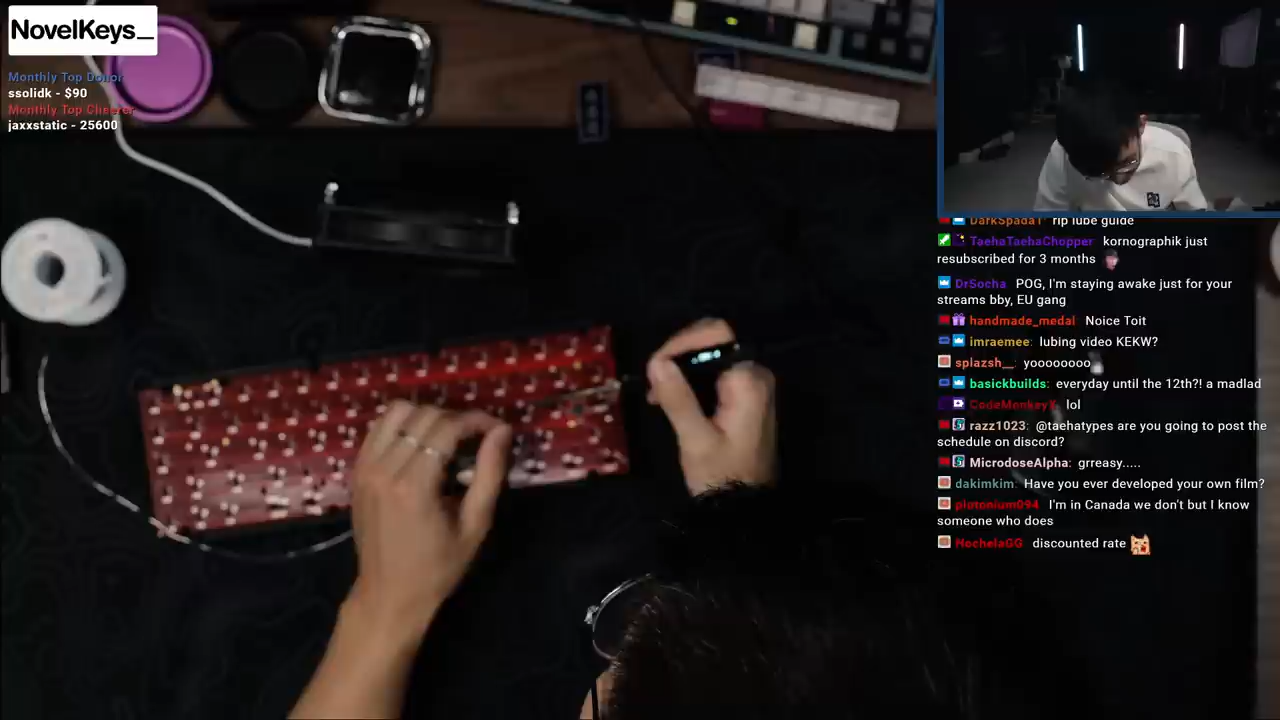 NovelKeys_
Monthly Top Donor
ssolidk - $90
Monthly Top Cheerer
jaxxstatic - 25600
DarkSpada1 rip lube guide
TaehaTaehaChopper kornographik just
resubscribed for 3 months
DrSocha POG, I'm staying awake just for your
streams bby, EU gang
handmade_medal Noice Toit
imraemee: lubing video KEKW?
splazsh__: yoooooooo
basickbuilds: everyday until the 12th?! a madlad
CodeMonkeyX lol
razz1023: @taehatypes are you going to post the
schedule on discord?
MicrodoseAlpha: grreasy.....
dakimkim: Have you ever developed your own film?
plutonium094 I'm in Canada we don't but I know
someone who does
NochelaGG discounted rate